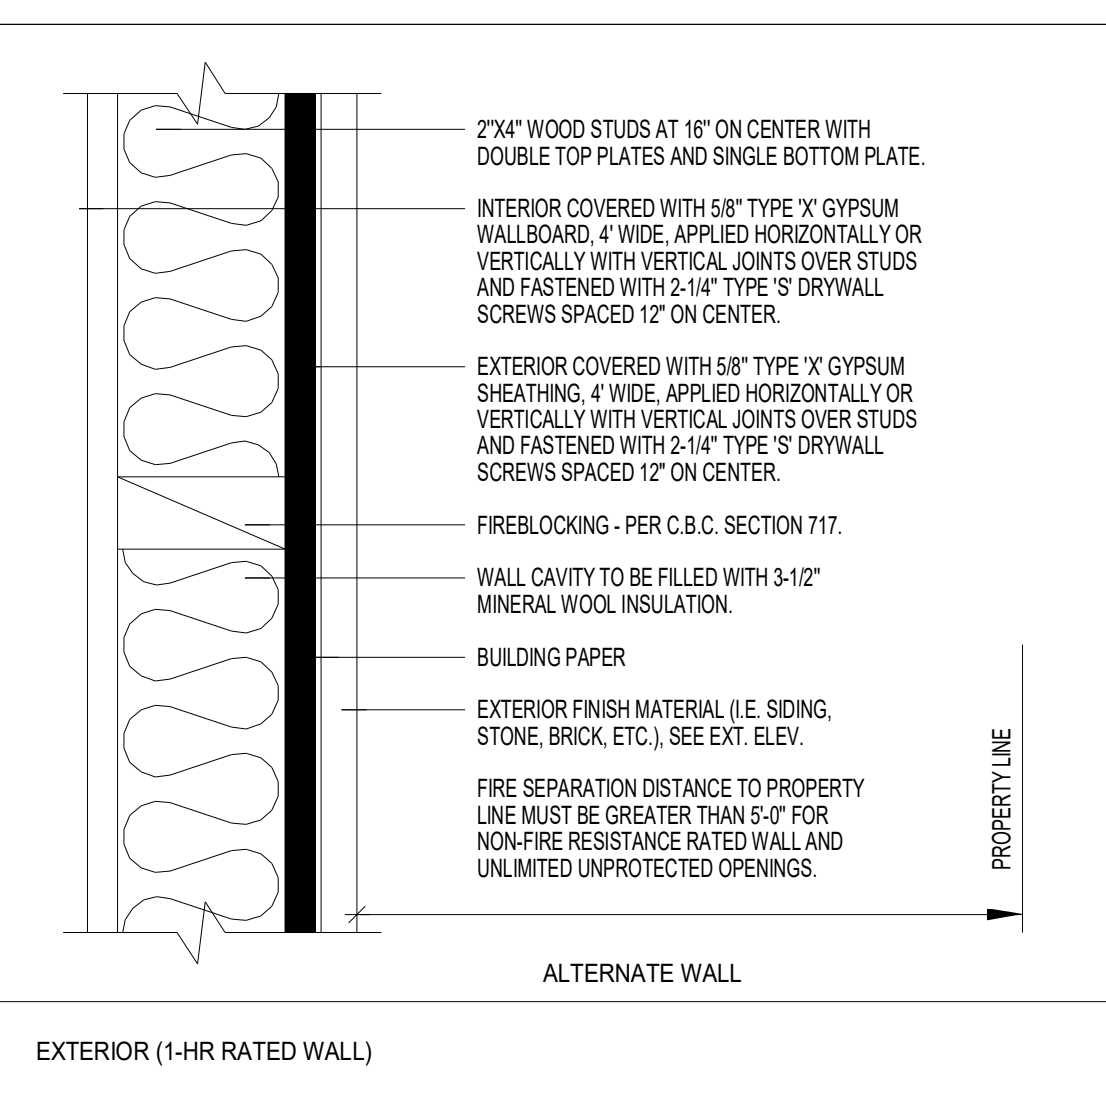 2"X4" WOOD STUDS AT 16" ON CENTER WITH
DOUBLE TOP PLATES AND SINGLE BOTTOM PLATE.
INTERIOR COVERED WITH 5/8" TYPE 'X' GYPSUM
WALLBOARD, 4' WIDE, APPLIED HORIZONTALLY OR
VERTICALLY WITH VERTICAL JOINTS OVER STUDS
AND FASTENED WITH 2-1/4" TYPE 'S' DRYWALL
SCREWS SPACED 12" ON CENTER.
EXTERIOR COVERED WITH 5/8" TYPE 'X' GYPSUM
SHEATHING, 4' WIDE, APPLIED HORIZONTALLY OR
VERTICALLY WITH VERTICAL JOINTS OVER STUDS
AND FASTENED WITH 2-1/4" TYPE 'S' DRYWALL
SCREWS SPACED 12" ON CENTER.
FIREBLOCKING - PER C.B.C. SECTION 717.
WALL CAVITY TO BE FILLED WITH 3-1/2"
MINERAL WOOL INSULATION.
BUILDING PAPER
EXTERIOR FINISH MATERIAL (I.E. SIDING,
STONE, BRICK, ETC.), SEE EXT. ELEV.
FIRE SEPARATION DISTANCE TO PROPERTY
LINE MUST BE GREATER THAN 5'-0" FOR
NON-FIRE RESISTANCE RATED WALL AND
UNLIMITED UNPROTECTED OPENINGS.
PROPERTY LINE
ALTERNATE WALL
EXTERIOR (1-HR RATED WALL)